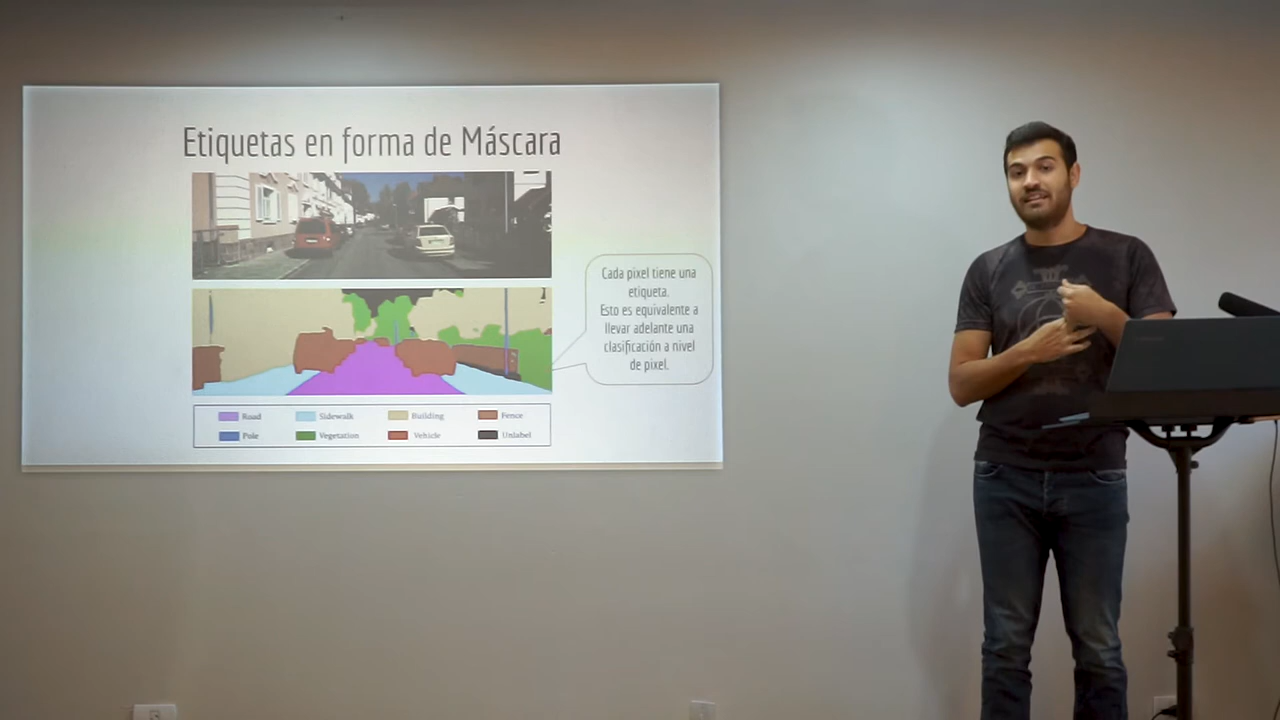 Etiquetas en forma de Máscara
Cada pixel tiene una
etiqueta.
Esto es equivalente a
llevar adelante una
clasificación a nivel
de pixel.
Road Sidewalk Building Fence
Pole Vegetation Vehicle Unlabel